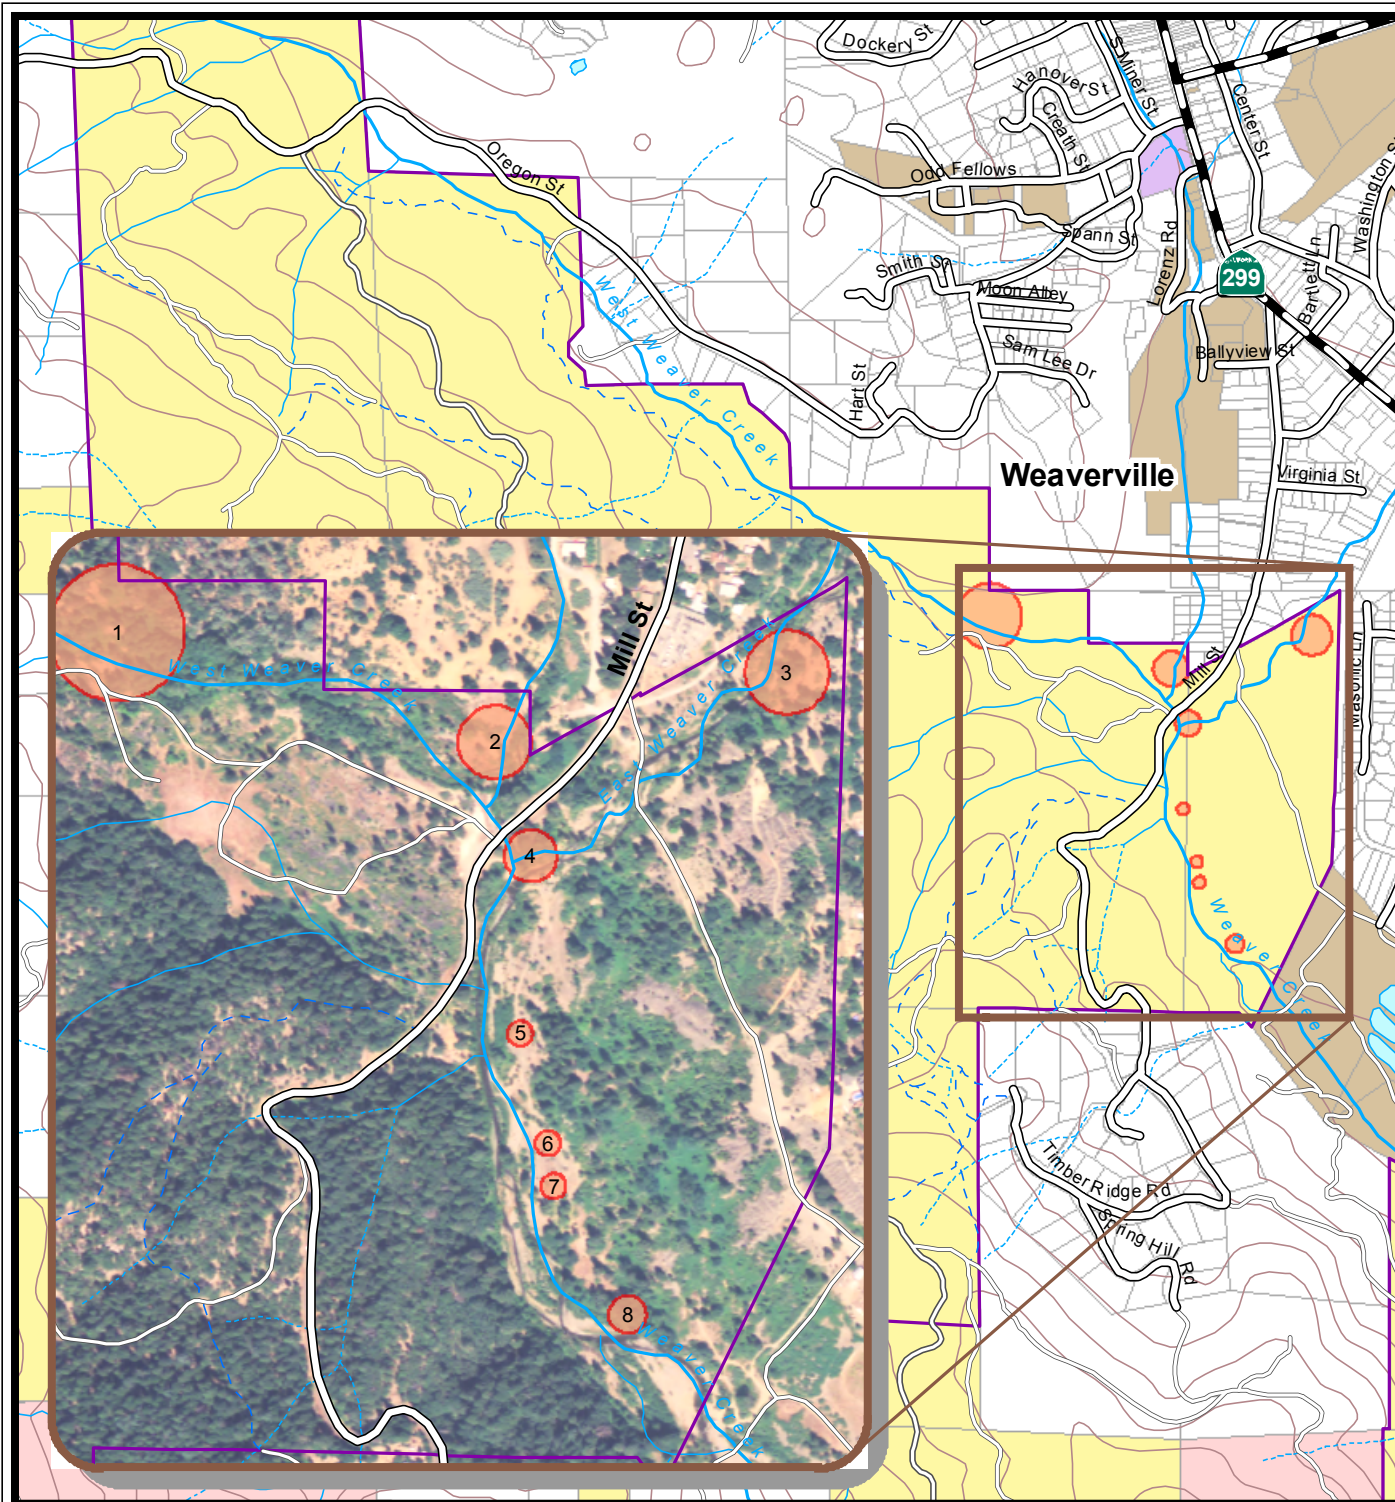 Dockery St
S Miner St
Hanover St
Creath St
Center St
Washington S
Oregon St
Odd Fellows
Spann St
Lorenz Rd
Smith St
Moon Alley
299
Bartlett Ln
West Weaver Creek
Sam Lee Dr
Ballyview St
Hart St
Weaverville
Virginia St
Mill St
1
West Weaver Creek
2
East Weaver Creek
3
4
5
6
7
8
Weaver Creek
Mill St
Masonic Ln
Weaver Creek
Timber Ridge Rd
Spring Hill Rd